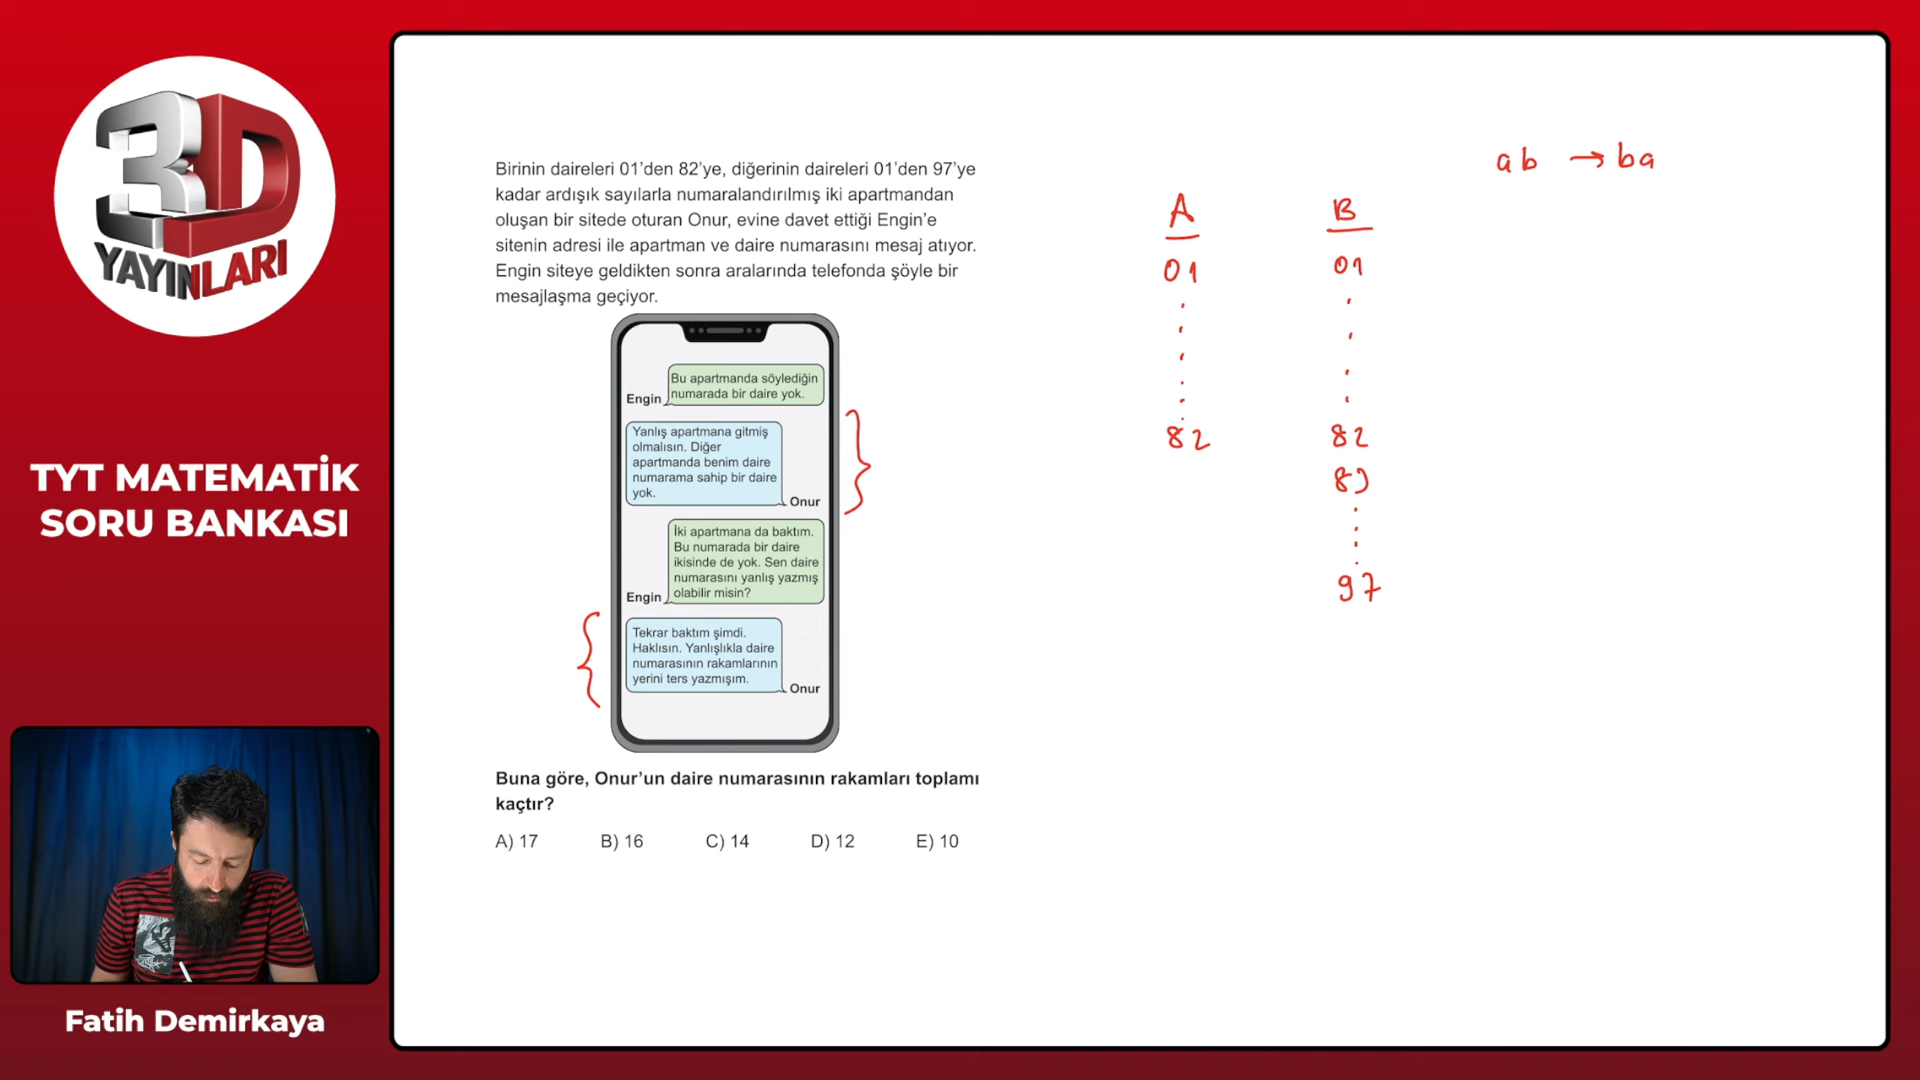 3D
YAYINLARI
TYT MATEMATİK
SORU BANKASI
Fatih Demirkaya
Birinin daireleri 01’den 82’ye, diğerinin daireleri 01’den 97’ye
kadar ardışık sayılarla numaralandırılmış iki apartmandan
oluşan bir sitede oturan Onur, evine davet ettiği Engin’e
sitenin adresi ile apartman ve daire numarasını mesaj atıyor.
Engin siteye geldikten sonra aralarında telefonda şöyle bir
mesajlaşma geçiyor.
Bu apartmanda söylediğin
numarada bir daire yok.
Engin
Yanlış apartmana gitmiş
olmalısın. Diğer
apartmanda benim daire
numarama sahip bir daire
yok.
Onur
İki apartmana da baktım.
Bu numarada bir daire
ikisinde de yok. Sen daire
numarasını yanlış yazmış
olabilir misin?
Engin
Tekrar baktım şimdi.
Haklısın. Yanlışlıkla daire
numarasının rakamlarının
yerini ters yazmışım.
Onur
Buna göre, Onur’un daire numarasının rakamları toplamı
kaçtır?
A) 17 B) 16 C) 14 D) 12 E) 10
ab → ba
A B
01 01
82 82
83
97